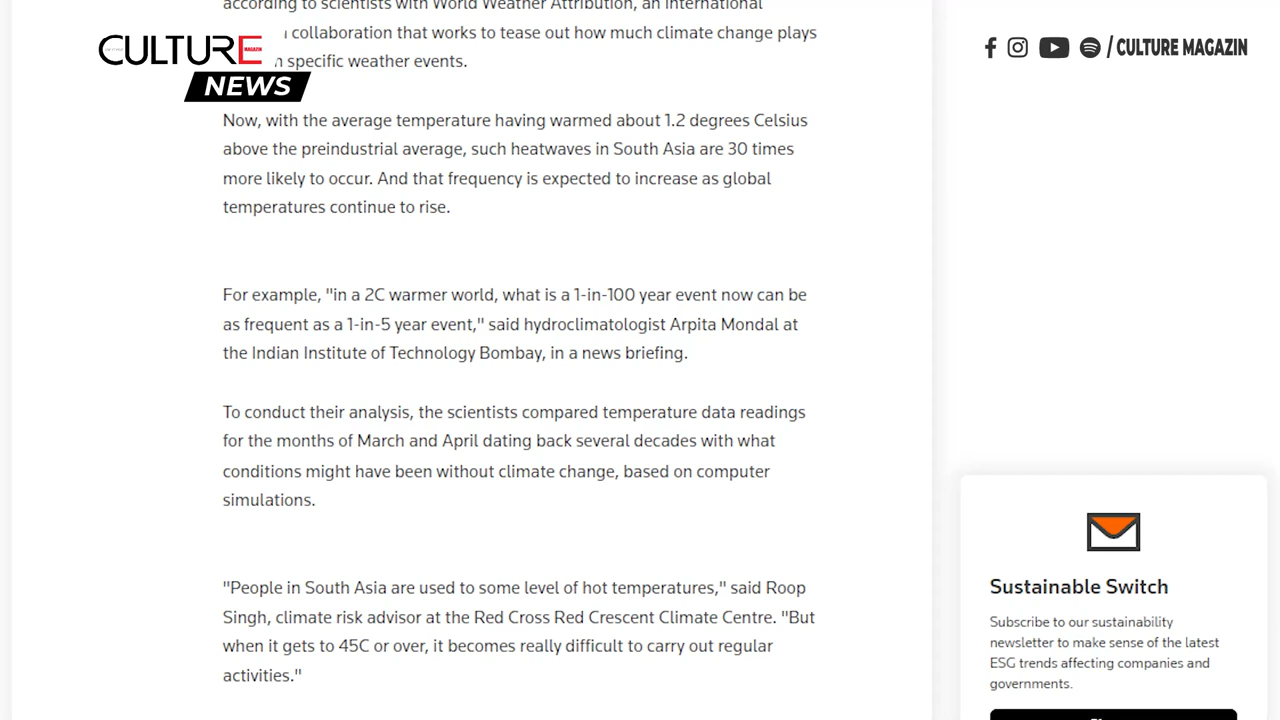 according to scientists with World Weather Attribution, an international
collaboration that works to tease out how much climate change plays
specific weather events.
CULTURE
MAGAZIN
NEWS
/ CULTURE MAGAZIN
Now, with the average temperature having warmed about 1.2 degrees Celsius
above the preindustrial average, such heatwaves in South Asia are 30 times
more likely to occur. And that frequency is expected to increase as global
temperatures continue to rise.
For example, "in a 2C warmer world, what is a 1-in-100 year event now can be
as frequent as a 1-in-5 year event," said hydroclimatologist Arpita Mondal at
the Indian Institute of Technology Bombay, in a news briefing.
To conduct their analysis, the scientists compared temperature data readings
for the months of March and April dating back several decades with what
conditions might have been without climate change, based on computer
simulations.
"People in South Asia are used to some level of hot temperatures," said Roop
Singh, climate risk advisor at the Red Cross Red Crescent Climate Centre. "But
when it gets to 45C or over, it becomes really difficult to carry out regular
activities."
Sustainable Switch
Subscribe to our sustainability
newsletter to make sense of the latest
ESG trends affecting companies and
governments.